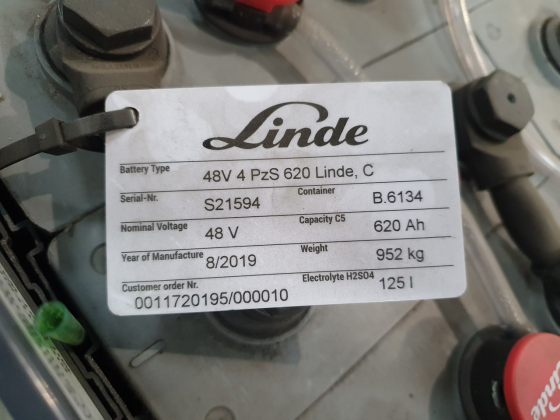 Linde
Battery Type 48V 4 PzS 620 Linde, C
Serial-Nr. S21594 Container B.6134
Nominal Voltage 48 V Capacity C5 620 Ah
Year of Manufacture 8/2019 Weight 952 kg
Customer order Nr. 0011720195/000010 Electrolyte H2SO4 125 l
Linde